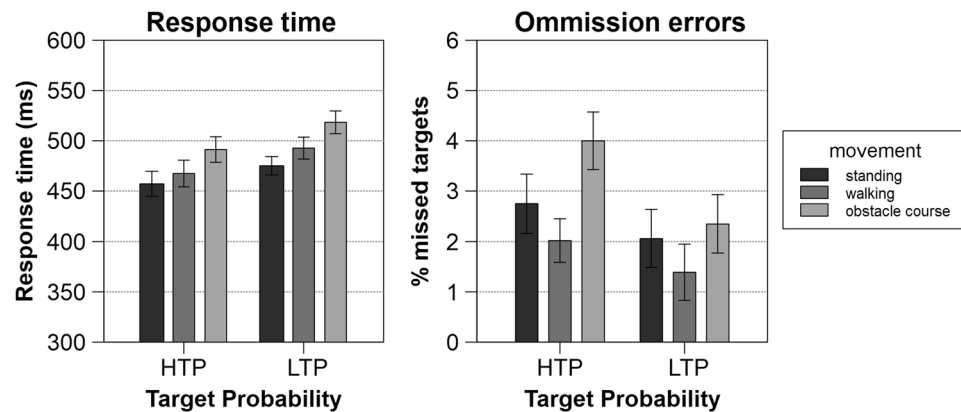 Response time
Response time (ms)
600
550
500
450
400
350
300
HTP
LTP
Target Probability
Ommission errors
% missed targets
6
5
4
3
2
1
0
HTP
LTP
Target Probability
movement
standing
walking
obstacle course